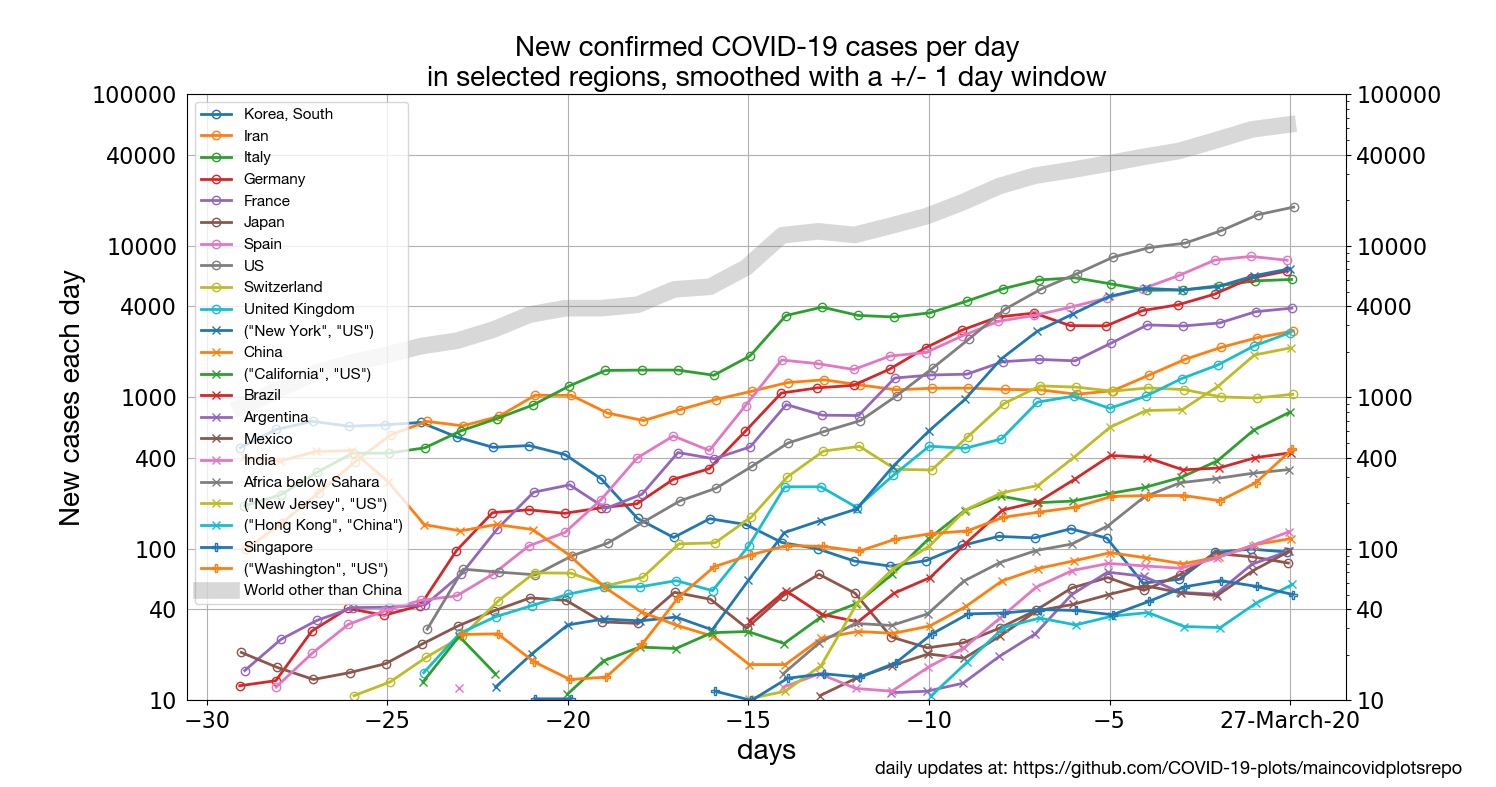 New confirmed COVID-19 cases per day
in selected regions, smoothed with a +/- 1 day window
New cases each day
100000
40000
10000
4000
1000
400
100
40
10
Korea, South
Iran
Italy
Germany
France
Japan
Spain
US
Switzerland
United Kingdom
("New York", "US")
China
("California", "US")
Brazil
Argentina
Mexico
India
Africa below Sahara
("New Jersey", "US")
("Hong Kong", "China")
Singapore
("Washington", "US")
World other than China
100000
40000
10000
4000
1000
400
100
40
10
−30 −25 −20 −15 −10 −5 27-March-20
days
daily updates at: https://github.com/COVID-19-plots/maincovidplotsrepo